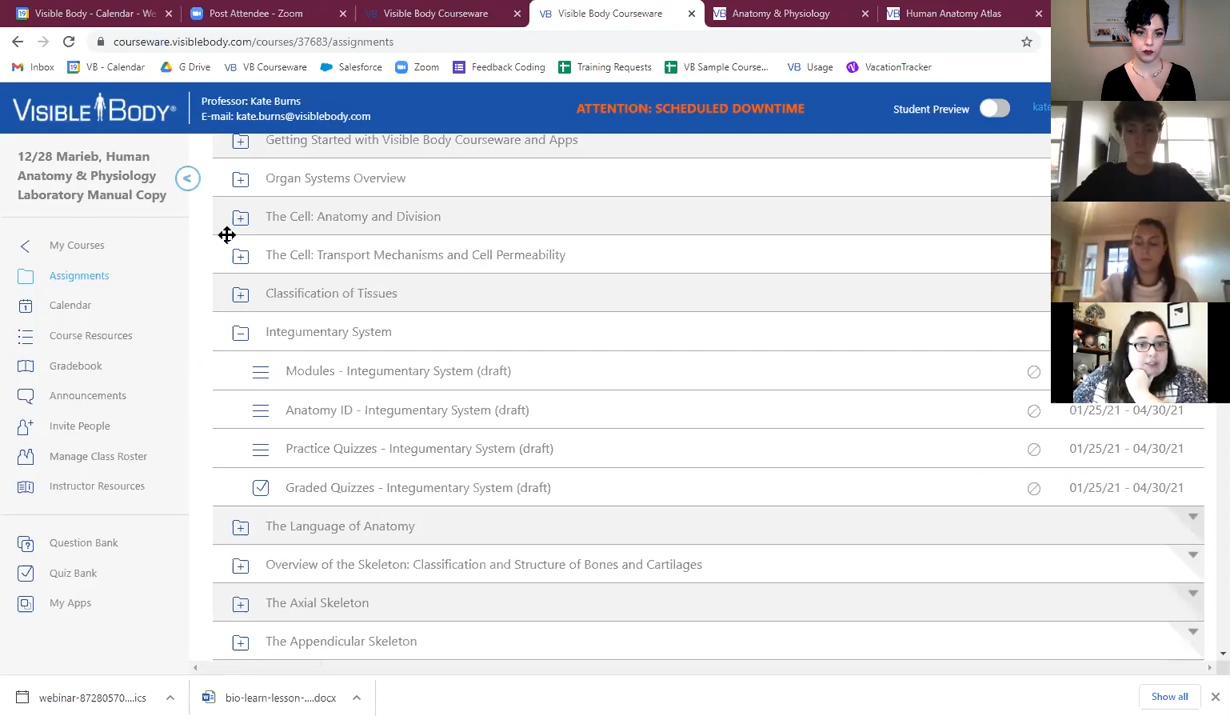 Visible Body - Calendar - We
Post Attendee - Zoom
Visible Body Courseware
Visible Body Courseware
Anatomy & Physiology
Human Anatomy Atlas
courseware.visiblebody.com/courses/37683/assignments
Inbox
VB - Calendar
G Drive
VB Courseware
Salesforce
Zoom
Feedback Coding
Training Requests
VB Sample Course...
Usage
VacationTracker
VISIBLE BODY
Professor: Kate Burns
E-mail: kate.burns@visiblebody.com
ATTENTION: SCHEDULED DOWNTIME
Student Preview
kate
12/28 Marieb, Human
Anatomy & Physiology
Laboratory Manual Copy
My Courses
Assignments
Calendar
Course Resources
Gradebook
Announcements
Invite People
Manage Class Roster
Instructor Resources
Question Bank
Quiz Bank
My Apps
Getting Started with Visible Body Courseware and Apps
Organ Systems Overview
The Cell: Anatomy and Division
The Cell: Transport Mechanisms and Cell Permeability
Classification of Tissues
Integumentary System
Modules - Integumentary System (draft)
Anatomy ID - Integumentary System (draft)
01/25/21 - 04/30/21
Practice Quizzes - Integumentary System (draft)
01/25/21 - 04/30/21
Graded Quizzes - Integumentary System (draft)
01/25/21 - 04/30/21
The Language of Anatomy
Overview of the Skeleton: Classification and Structure of Bones and Cartilages
The Axial Skeleton
The Appendicular Skeleton
webinar-87280570....ics
bio-learn-lesson-....docx
Show all